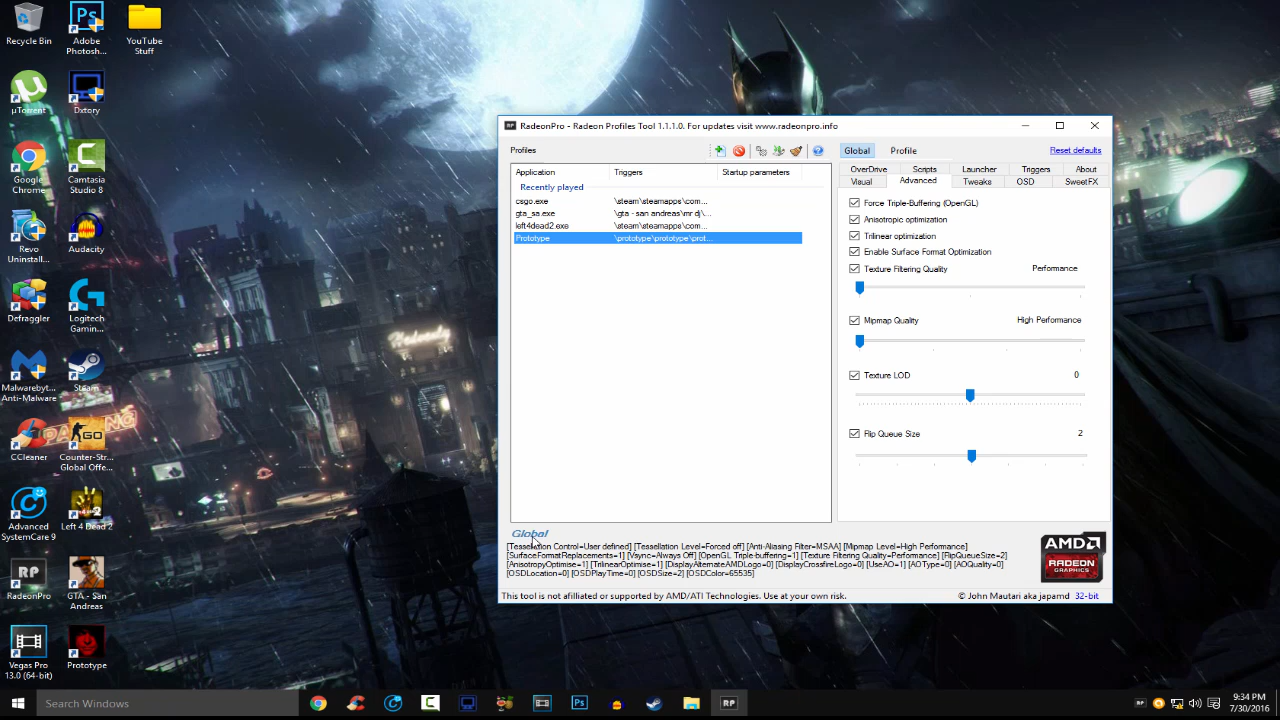 Recycle Bin
Adobe
Photosh...
YouTube
Stuff
µTorrent
Dxtory
Google
Chrome
Camtasia
Studio 8
Revo
Uninstall...
Audacity
Defraggler
Logitech
Gamin...
Malwarebyt...
Anti-Malware
Steam
CCleaner
Counter-Str...
Global Offe...
Advanced
SystemCare 9
Left 4 Dead 2
RadeonPro
GTA - San
Andreas
Vegas Pro
13.0 (64-bit)
Prototype
RadeonPro - Radeon Profiles Tool 1.1.1.0. For updates visit www.radeonpro.info
Profiles
Application Triggers Startup parameters
Recently played
csgo.exe \steam\steamapps\com...
gta_sa.exe \gta - san andreas\mr dj\...
left4dead2.exe \steam\steamapps\com...
Prototype \prototype\prototype\prot...
Global Profile Reset defaults
OverDrive Scripts Launcher Triggers About
Visual Advanced Tweaks OSD SweetFX
Force Triple-Buffering (OpenGL)
Anisotropic optimization
Trilinear optimization
Enable Surface Format Optimization
Texture Filtering Quality Performance
Mipmap Quality High Performance
Texture LOD 0
Flip Queue Size 2
Global
[Tessellation Control=User defined] [Tessellation Level=Forced off] [Anti-Aliasing Filter=MSAA] [Mipmap Level=High Performance]
[SurfaceFormatReplacements=1] [Vsync=Always Off] [OpenGL Triple-buffering=1] [Texture Filtering Quality=Performance] [FlipQueueSize=2]
[AnisotropyOptimise=1] [TrilinearOptimise=1] [DisplayAlternateAMDLogo=0] [DisplayCrossfireLogo=0] [UseAO=1] [AOType=0] [AOQuality=0]
[OSDLocation=0] [OSDPlayTime=0] [OSDSize=2] [OSDColor=65535]
AMD
RADEON
GRAPHICS
This tool is not affiliated or supported by AMD/ATI Technologies. Use at your own risk.
© John Mautari aka japamd 32-bit
Search Windows
9:34 PM
7/30/2016